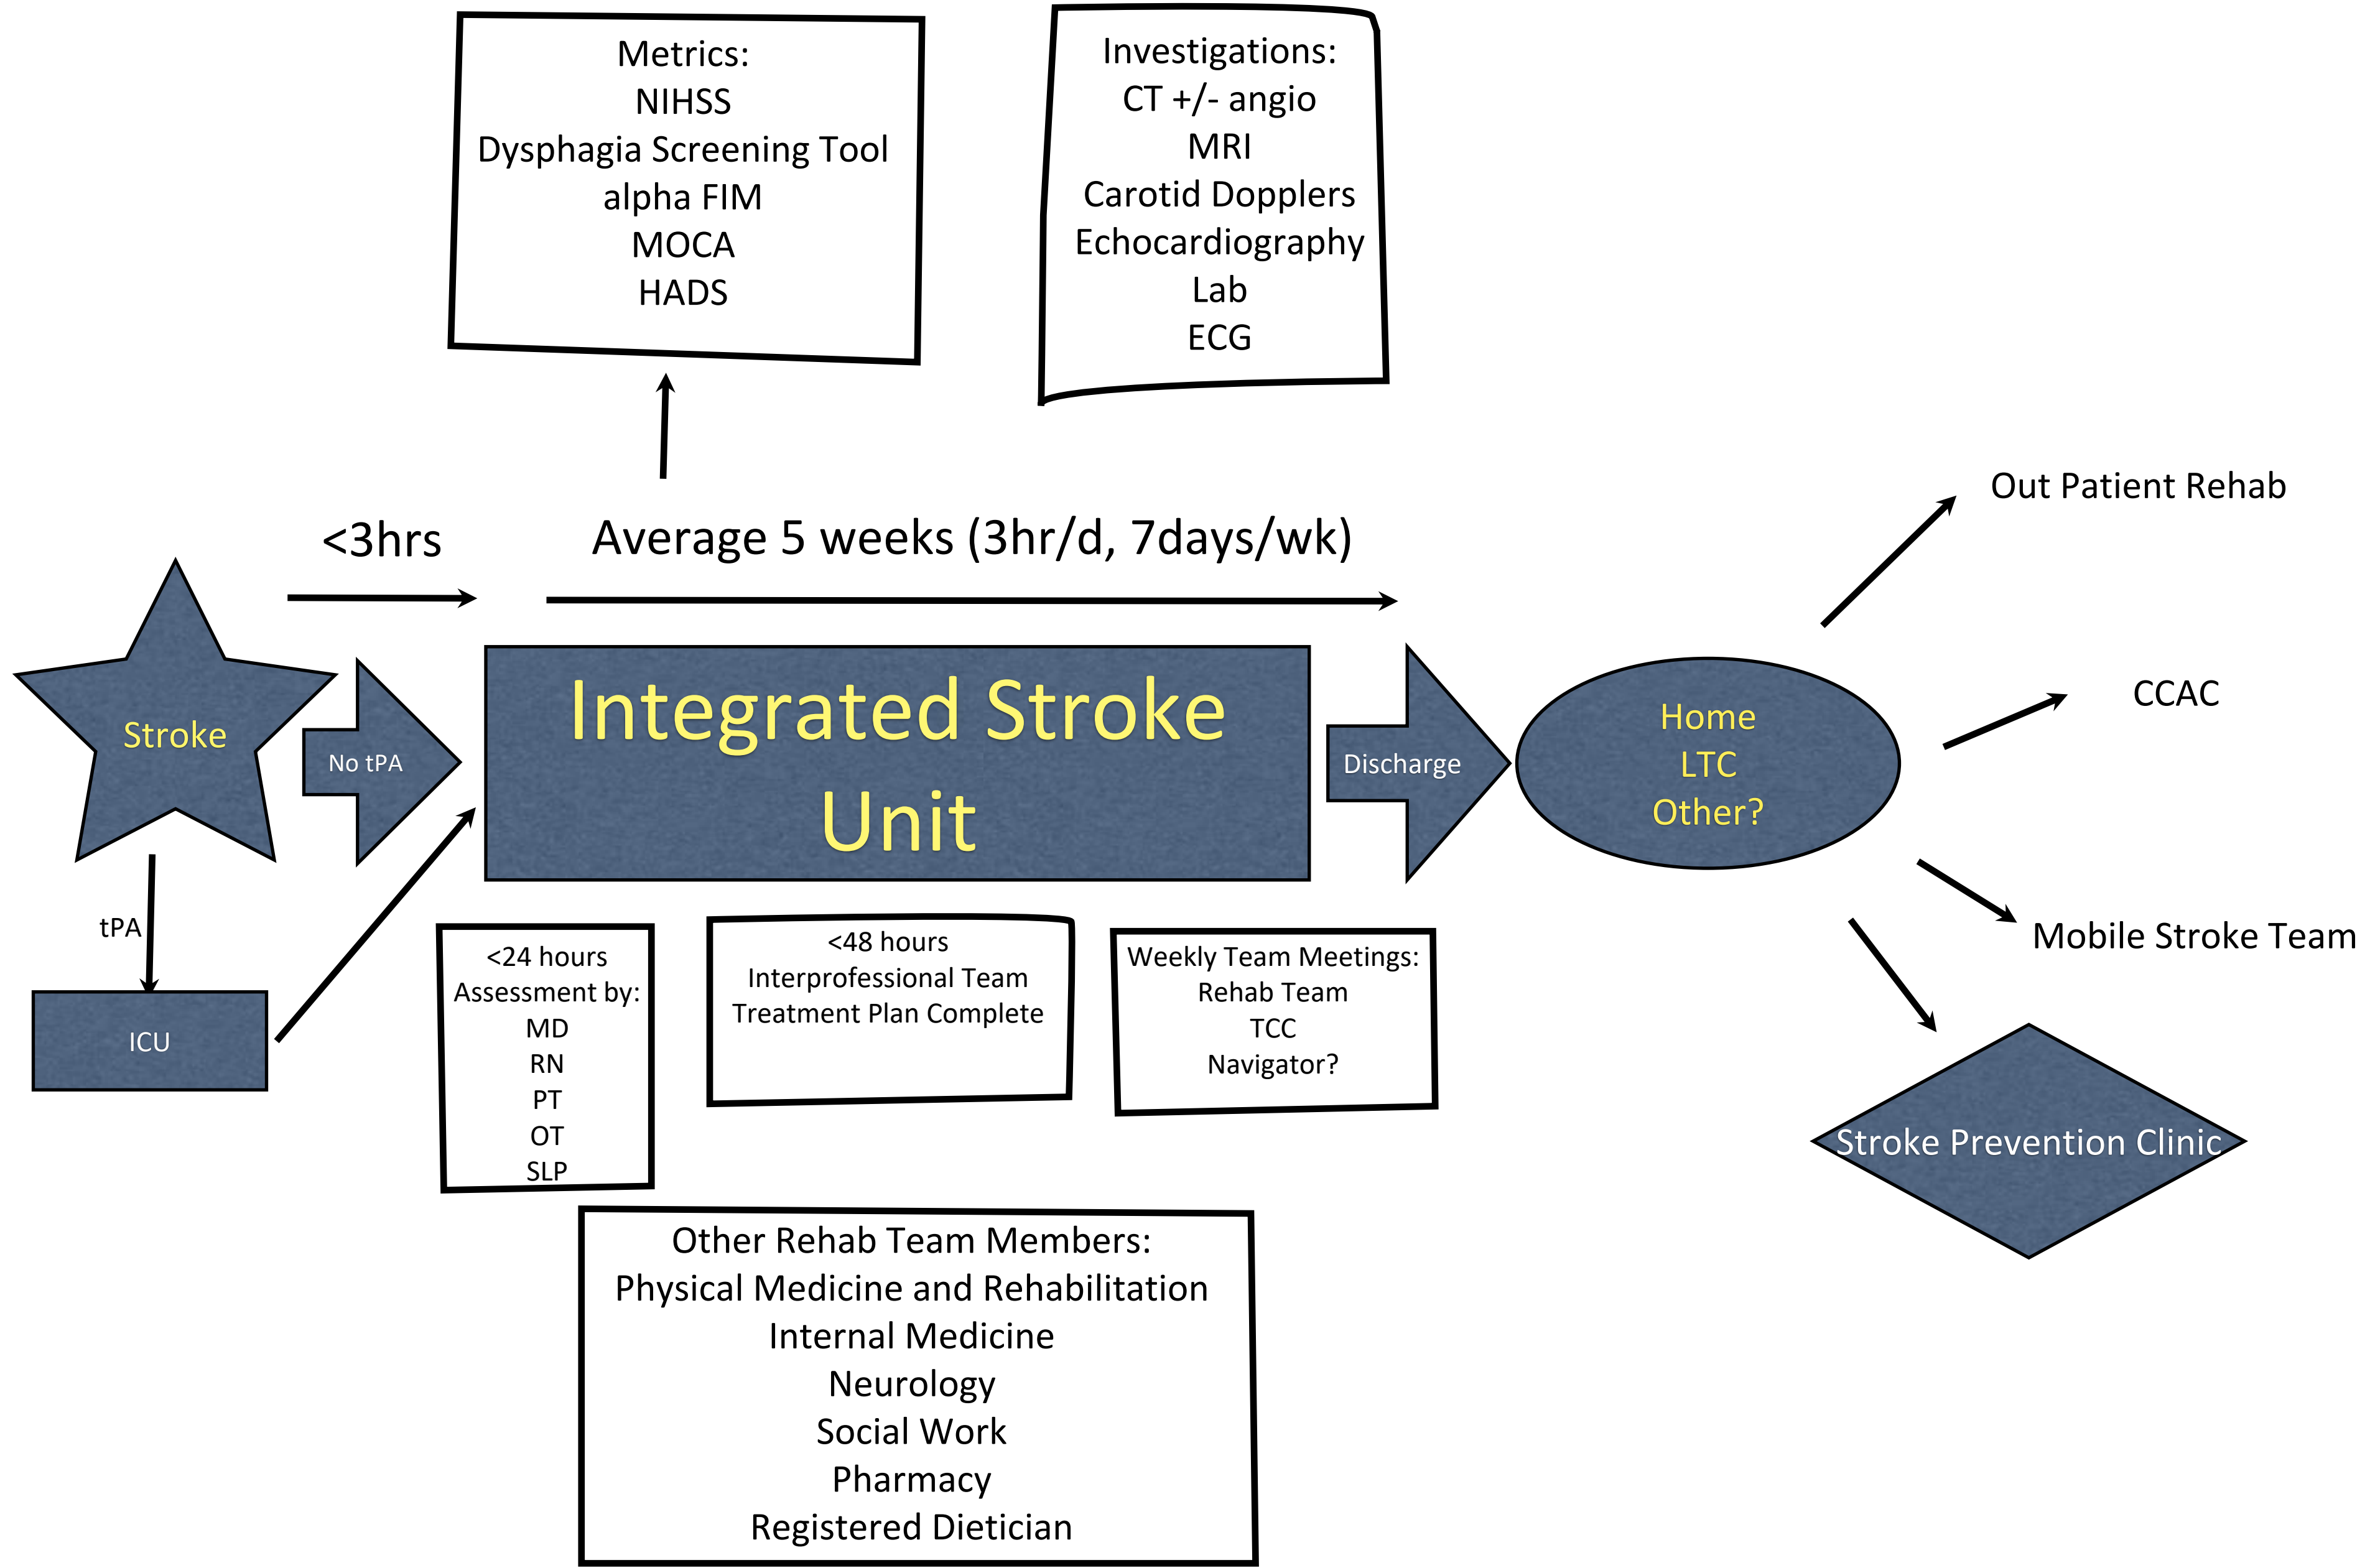 Metrics:
NIHSS
Dysphagia Screening Tool
alpha FIM
MOCA
HADS
Investigations:
CT +/- angio
MRI
Carotid Dopplers
Echocardiography
Lab
ECG
<3hrs
Average 5 weeks (3hr/d, 7days/wk)
Stroke
No tPA
Integrated Stroke
Unit
Discharge
Home
LTC
Other?
Out Patient Rehab
CCAC
Mobile Stroke Team
Stroke Prevention Clinic
tPA
ICU
<24 hours
Assessment by:
MD
RN
PT
OT
SLP
<48 hours
Interprofessional Team
Treatment Plan Complete
Weekly Team Meetings:
Rehab Team
TCC
Navigator?
Other Rehab Team Members:
Physical Medicine and Rehabilitation
Internal Medicine
Neurology
Social Work
Pharmacy
Registered Dietician